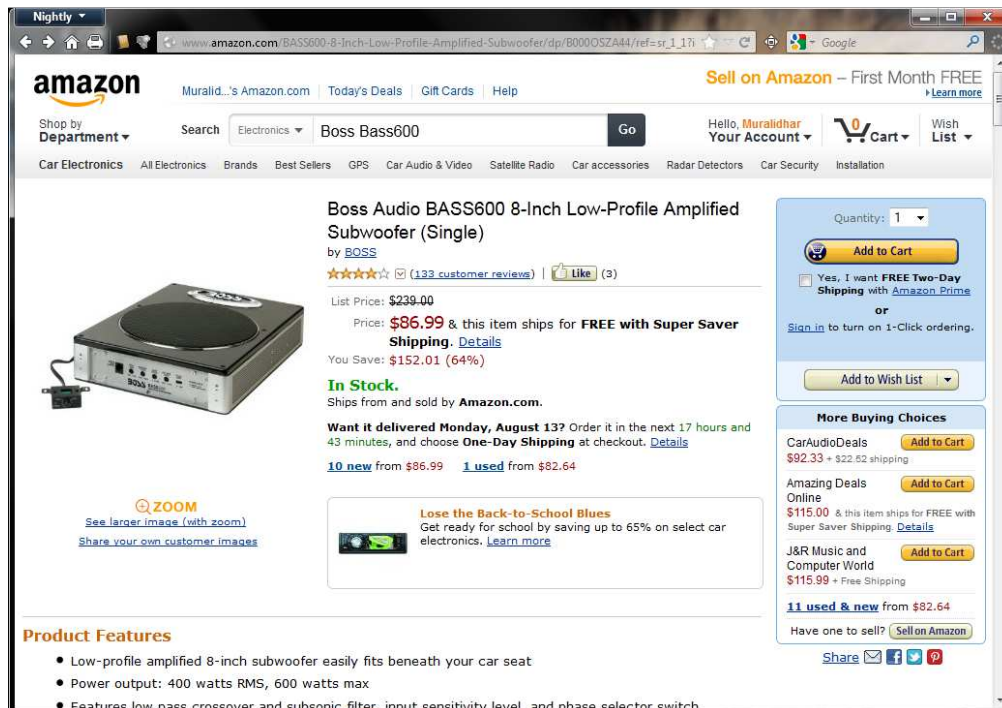 Nightly
www.amazon.com/BASS600-8-Inch-Low-Profile-Amplified-Subwoofer/dp/B000OSZA44/ref=sr_1_1?i
Google
amazon
Muralid...'s Amazon.com Today's Deals Gift Cards Help
Sell on Amazon – First Month FREE
Learn more
Shop by
Department
Search Electronics Boss Bass600 Go
Hello, Muralidhar
Your Account
0
Cart
Wish
List
Car Electronics All Electronics Brands Best Sellers GPS Car Audio & Video Satellite Radio Car accessories Radar Detectors Car Security Installation
Boss Audio BASS600 8-Inch Low-Profile Amplified
Subwoofer (Single)
by BOSS
(133 customer reviews) | Like (3)
List Price: $239.00
Price: $86.99 & this item ships for FREE with Super Saver
Shipping. Details
You Save: $152.01 (64%)
In Stock.
Ships from and sold by Amazon.com.
Want it delivered Monday, August 13? Order it in the next 17 hours and
43 minutes, and choose One-Day Shipping at checkout. Details
10 new from $86.99 1 used from $82.64
BOSS
ZOOM
See larger image (with zoom)
Share your own customer images
Lose the Back-to-School Blues
Get ready for school by saving up to 65% on select car
electronics. Learn more
Quantity: 1
Add to Cart
Yes, I want FREE Two-Day
Shipping with Amazon Prime
or
Sign in to turn on 1-Click ordering.
Add to Wish List
More Buying Choices
CarAudioDeals Add to Cart
$92.33 + $22.52 shipping
Amazing Deals Add to Cart
Online
$115.00 & this item ships for FREE with
Super Saver Shipping. Details
J&R Music and Add to Cart
Computer World
$115.99 + Free Shipping
11 used & new from $82.64
Have one to sell? Sell on Amazon
Share
Product Features
Low-profile amplified 8-inch subwoofer easily fits beneath your car seat
Power output: 400 watts RMS, 600 watts max
Features low pass crossover and subsonic filter, input sensitivity level, and phase selector switch